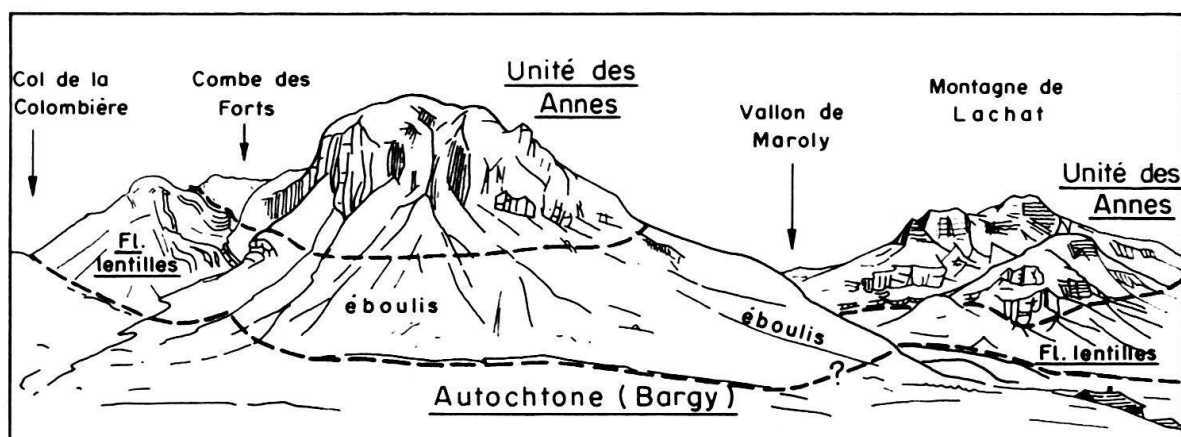 Col de la
Colombière
Combe des
Forts
Unité des
Annes
Vallon de
Maroly
Montagne de
Lachat
Unité des
Annes
Fl.
lentilles
éboulis
éboulis
Fl. lentilles
?
Autochtone (Bargy)